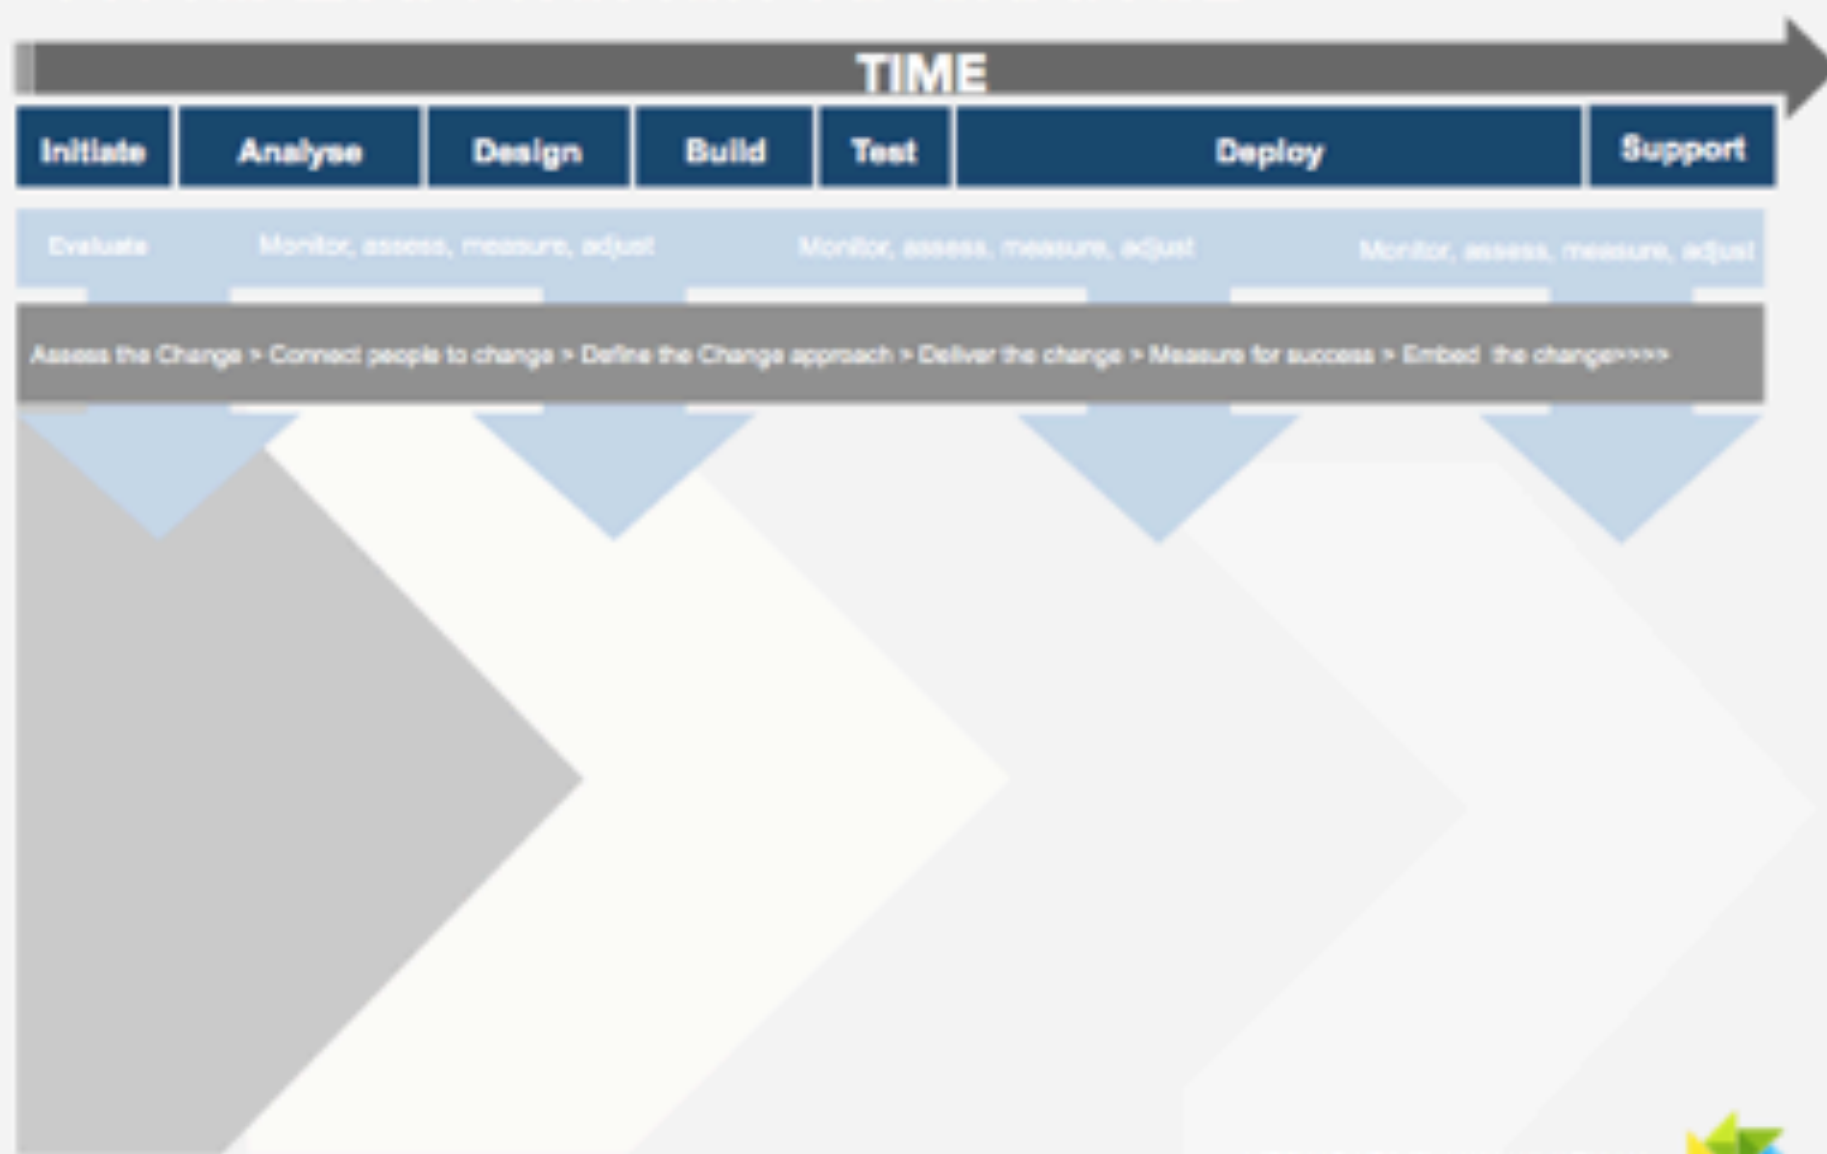 TIME
Initiate Analyse Design Build Test Deploy Support
Evaluate Monitor, assess, measure, adjust Monitor, assess, measure, adjust Monitor, assess, measure, adjust
Assess the Change > Connect people to change > Define the Change approach > Deliver the change > Measure for success > Embed the change>>>>